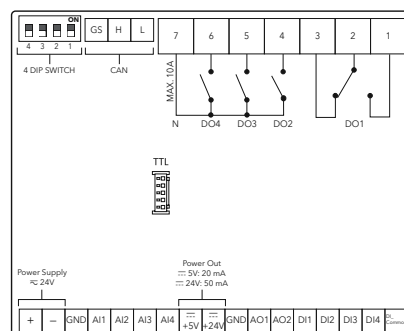 ON
4 3 2 1
4 DIP SWITCH
GS H L
CAN
7 6 5 4 3 2 1
MAX. 10 A
N DO4 DO3 DO2 DO1
TTL
Power Supply
24V
Power Out
5V: 20 mA
24V: 50 mA
+ − GND AI1 AI2 AI3 AI4 +5V +24V GND AO1 AO2 DI1 DI2 DI3 DI4